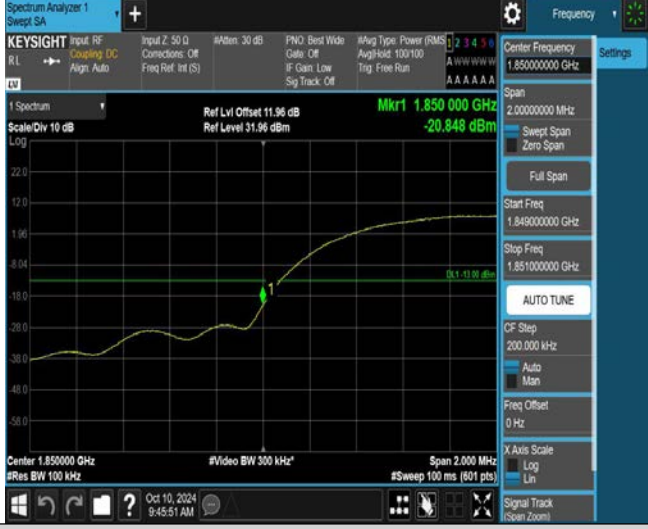 Spectrum Analyzer 1
Swept SA
+
Frequency
KEYSIGHT
RL
LV
Input: RF
Coupling: DC
Align: Auto
Input Z: 50 Ω
Corrections: Off
Freq Ref: Int (S)
#Atten: 30 dB
PNO: Best Wide
Gate: Off
IF Gain: Low
Sig Track: Off
#Avg Type: Power (RMS
Avg|Hold: 100/100
Trig: Free Run
1 2 3 4 5 6
A W W W W W
A A A A A A
Center Frequency
1.850000000 GHz
Settings
1 Spectrum
Scale/Div 10 dB
Log
Ref Lvl Offset 11.96 dB
Ref Level 31.96 dBm
Mkr1 1.850 000 GHz
-20.848 dBm
22.0
12.0
1.96
-8.04
-18.0
-28.0
-38.0
-48.0
-58.0
DL1 -13.00 dBm
1
Center 1.850000 GHz
#Res BW 100 kHz
#Video BW 300 kHz*
Span 2.000 MHz
#Sweep 100 ms (601 pts)
Span
2.00000000 MHz
Swept Span
Zero Span
Full Span
Start Freq
1.849000000 GHz
Stop Freq
1.851000000 GHz
AUTO TUNE
CF Step
200.000 kHz
Auto
Man
Freq Offset
0 Hz
X Axis Scale
Log
Lin
Signal Track
(Span Zoom)
?
Oct 10, 2024
9:45:51 AM